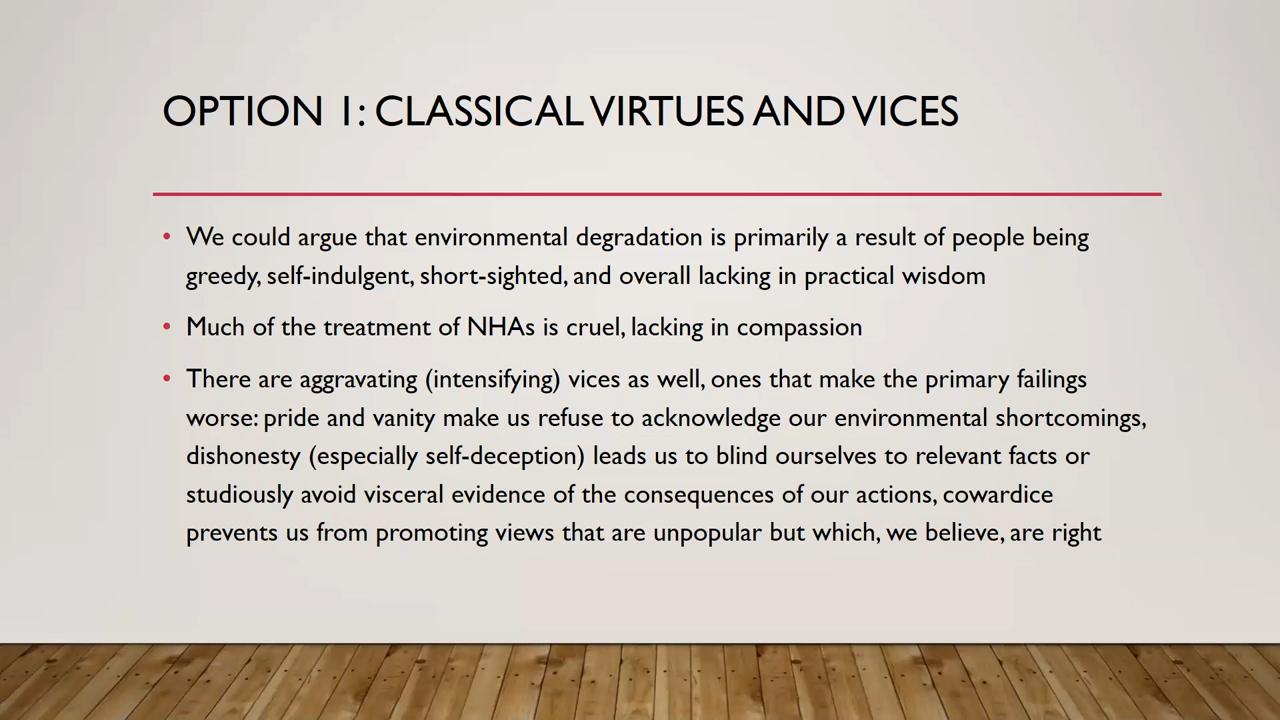 OPTION 1: CLASSICAL VIRTUES AND VICES
• We could argue that environmental degradation is primarily a result of people being
greedy, self-indulgent, short-sighted, and overall lacking in practical wisdom
• Much of the treatment of NHAs is cruel, lacking in compassion
• There are aggravating (intensifying) vices as well, ones that make the primary failings
worse: pride and vanity make us refuse to acknowledge our environmental shortcomings,
dishonesty (especially self-deception) leads us to blind ourselves to relevant facts or
studiously avoid visceral evidence of the consequences of our actions, cowardice
prevents us from promoting views that are unpopular but which, we believe, are right